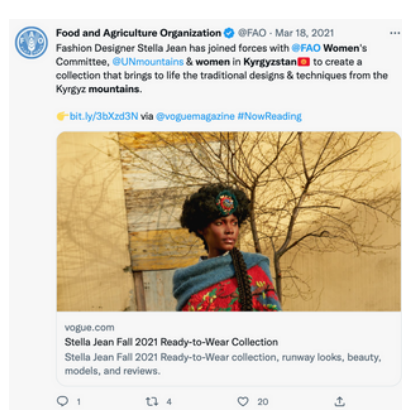 Food and Agriculture Organization @FAO · Mar 18, 2021
Fashion Designer Stella Jean has joined forces with @FAO Women's
Committee, @UNmountains & women in Kyrgyzstan🇰🇬 to create a
collection that brings to life the traditional designs & techniques from the
Kyrgyz mountains.
👉bit.ly/3bXzd3N via @voguemagazine #NowReading
vogue.com
Stella Jean Fall 2021 Ready-to-Wear Collection
Stella Jean Fall 2021 Ready-to-Wear collection, runway looks, beauty,
models, and reviews.
1 4 20